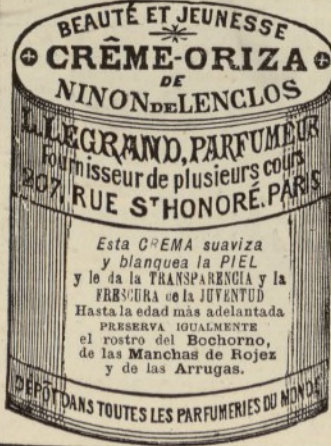 BEAUTÉ ET JEUNESSE
CRÊME-ORIZA
DE
NINON DE LENCLOS
L. LEGRAND, PARFUMEUR
Fournisseur de plusieurs cours
207, RUE ST HONORÉ, PARIS
Esta CREMA suaviza
y blanquea la PIEL
y le da la TRANSPARENCIA y la
FRESCURA de la JUVENTUD
Hasta la edad más adelantada
PRESERVA IGUALMENTE
el rostro del Bochorno,
de las Manchas de Rojez
y de las Arrugas.
DÉPÔT DANS TOUTES LES PARFUMERIES DU MONDE